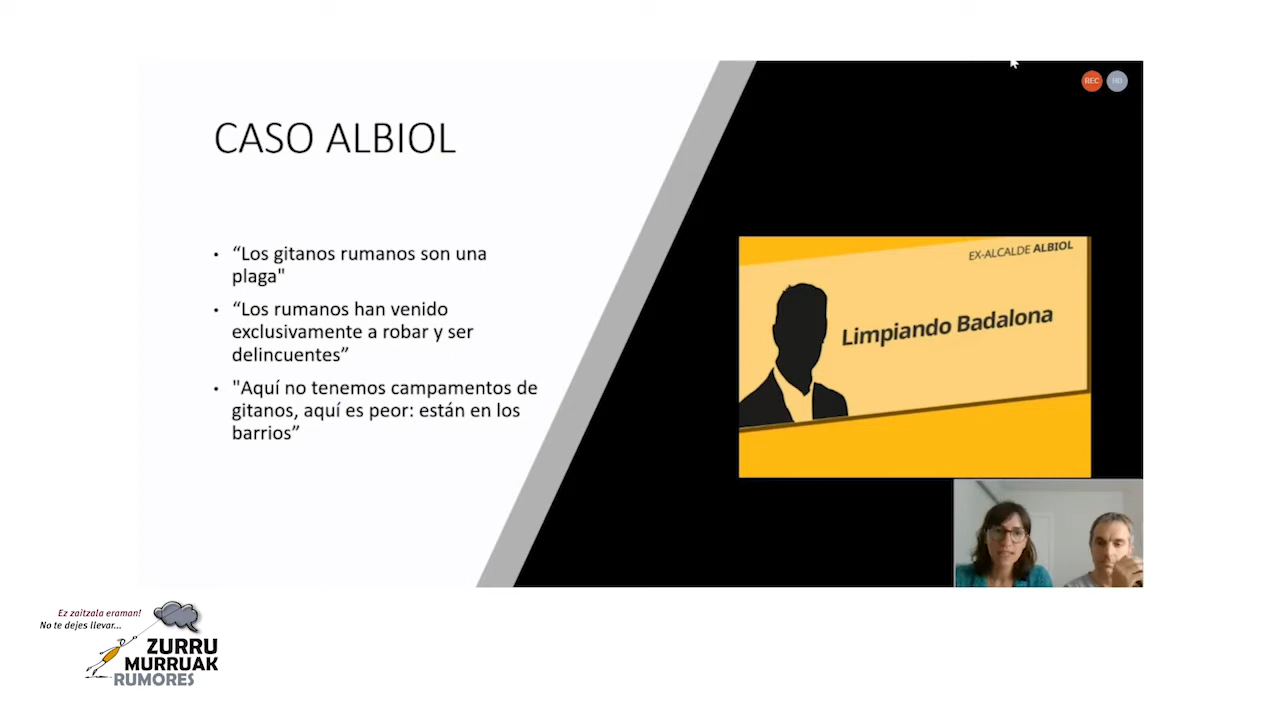 REC
CASO ALBIOL
“Los gitanos rumanos son una
plaga"
“Los rumanos han venido
exclusivamente a robar y ser
delincuentes”
"Aquí no tenemos campamentos de
gitanos, aquí es peor: están en los
barrios”
EX-ALCALDE ALBIOL
Limpiando Badalona
Ez zaitzala eraman!
No te dejes llevar...
ZURRU
MURRUAK
RUMORES